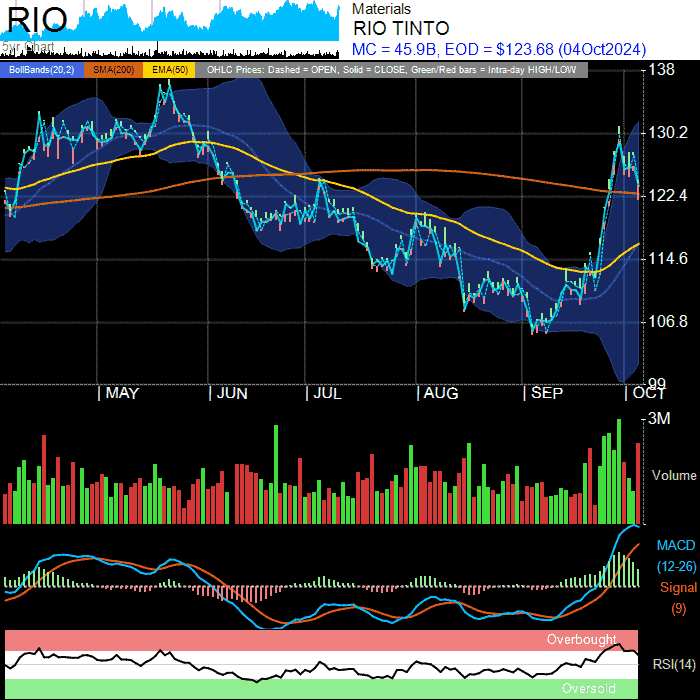 RIO
5yr Chart
Materials
RIO TINTO
MC = 45.9B, EOD = $123.68 (04Oct2024)
BollBands(20,2) SMA(200) EMA(50) OHLC Prices: Dashed = OPEN, Solid = CLOSE, Green/Red bars = Intra-day HIGH/LOW
138
130.2
122.4
114.6
106.8
99
MAY JUN JUL AUG SEP OCT
3M
Volume
MACD
(12-26)
Signal
(9)
Overbought
RSI(14)
Oversold